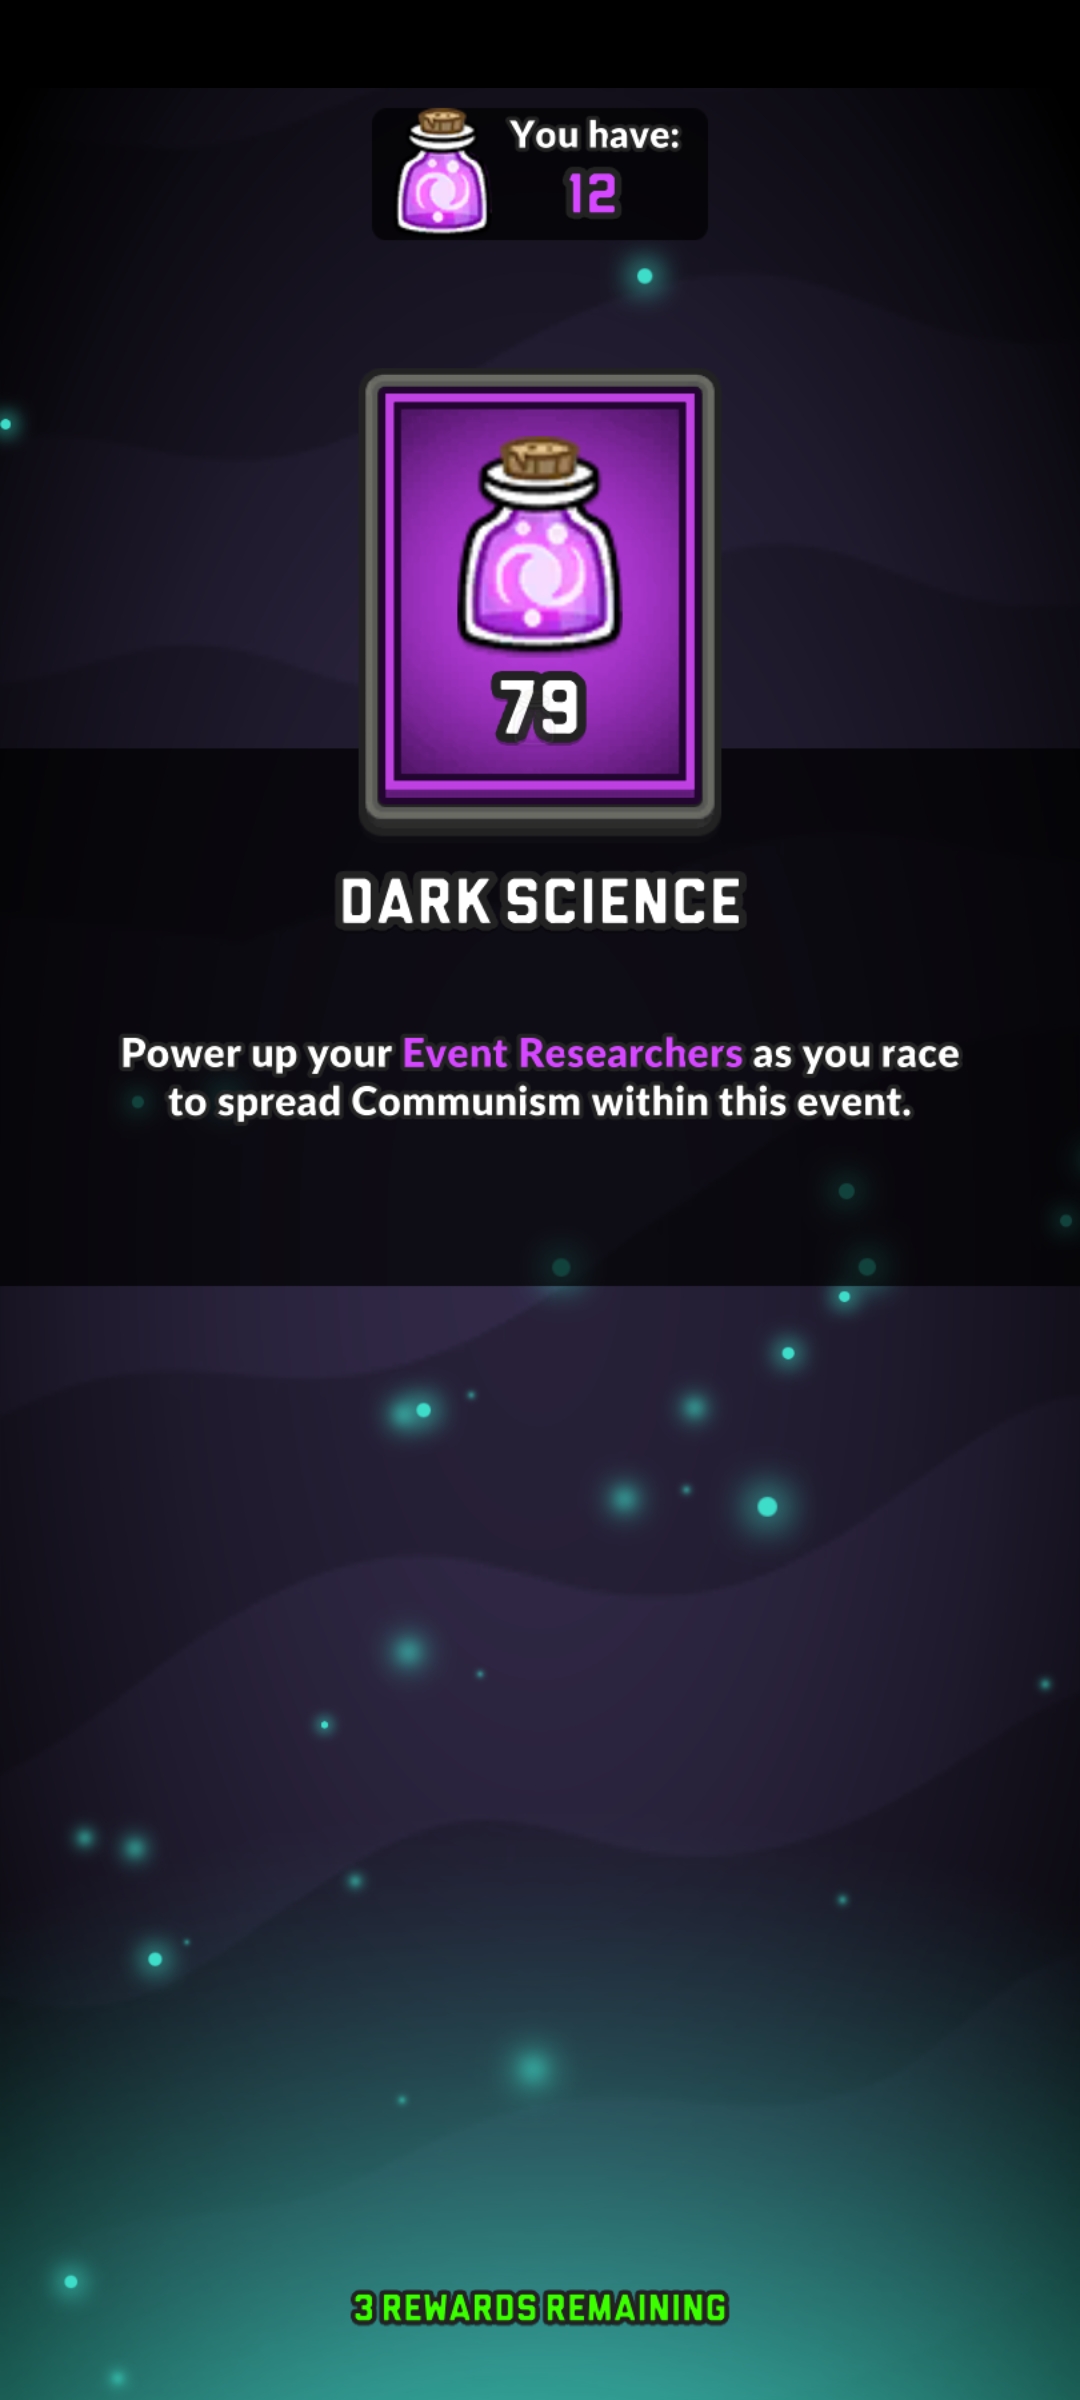 You have:
12
79
DARK SCIENCE
Power up your Event Researchers as you race
to spread Communism within this event.
3 REWARDS REMAINING